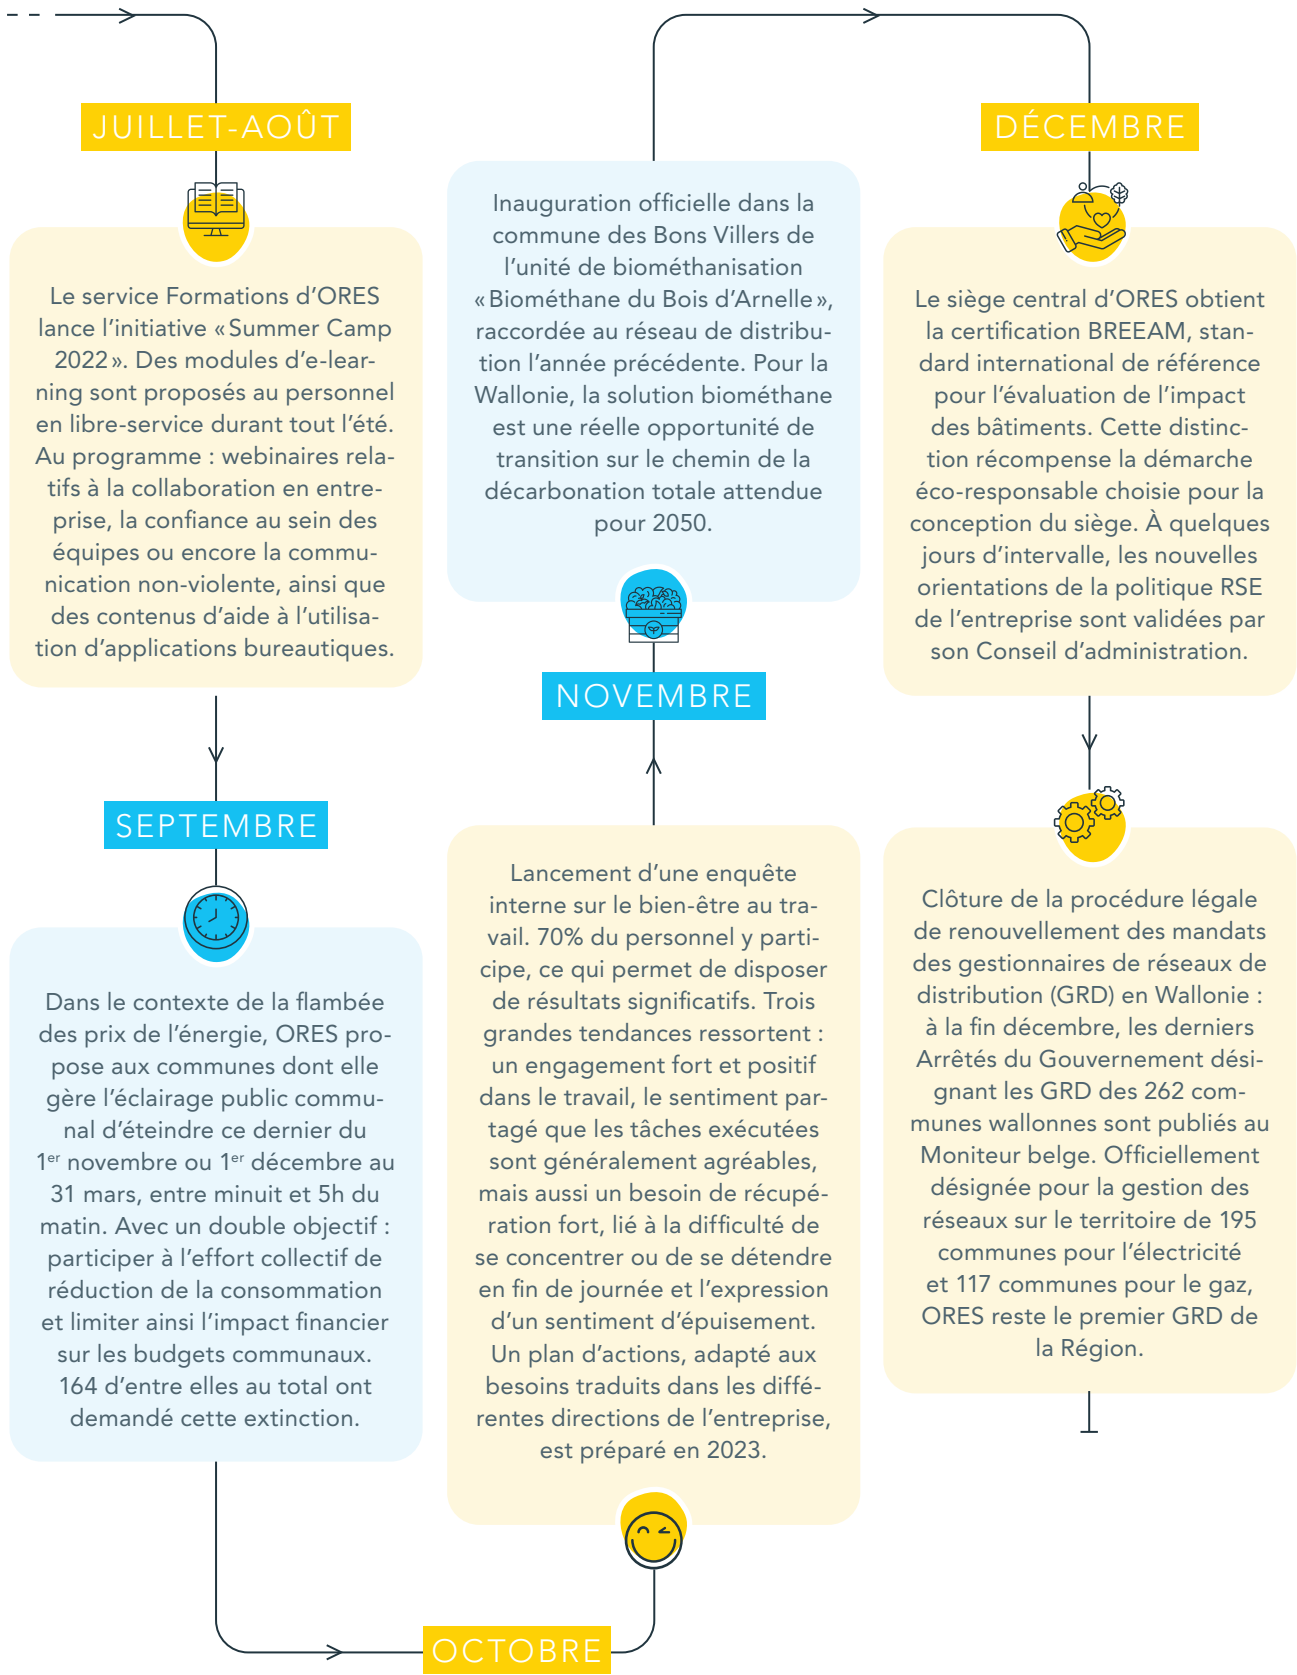 JUILLET-AOÛT
Le service Formations d’ORES
lance l’initiative «Summer Camp
2022». Des modules d’e-lear-
ning sont proposés au personnel
en libre-service durant tout l’été.
Au programme : webinaires rela-
tifs à la collaboration en entre-
prise, la confiance au sein des
équipes ou encore la commu-
nication non-violente, ainsi que
des contenus d’aide à l’utilisa-
tion d’applications bureautiques.
SEPTEMBRE
Dans le contexte de la flambée
des prix de l’énergie, ORES pro-
pose aux communes dont elle
gère l’éclairage public commu-
nal d’éteindre ce dernier du
1er novembre ou 1er décembre au
31 mars, entre minuit et 5h du
matin. Avec un double objectif :
participer à l’effort collectif de
réduction de la consommation
et limiter ainsi l’impact financier
sur les budgets communaux.
164 d’entre elles au total ont
demandé cette extinction.
OCTOBRE
Lancement d’une enquête
interne sur le bien-être au tra-
vail. 70% du personnel y parti-
cipe, ce qui permet de disposer
de résultats significatifs. Trois
grandes tendances ressortent :
un engagement fort et positif
dans le travail, le sentiment par-
tagé que les tâches exécutées
sont généralement agréables,
mais aussi un besoin de récupé-
ration fort, lié à la difficulté de
se concentrer ou de se détendre
en fin de journée et l’expression
d’un sentiment d’épuisement.
Un plan d’actions, adapté aux
besoins traduits dans les diffé-
rentes directions de l’entreprise,
est préparé en 2023.
NOVEMBRE
Inauguration officielle dans la
commune des Bons Villers de
l’unité de biométhanisation
«Biométhane du Bois d’Arnelle»,
raccordée au réseau de distribu-
tion l’année précédente. Pour la
Wallonie, la solution biométhane
est une réelle opportunité de
transition sur le chemin de la
décarbonation totale attendue
pour 2050.
DÉCEMBRE
Le siège central d’ORES obtient
la certification BREEAM, stan-
dard international de référence
pour l’évaluation de l’impact
des bâtiments. Cette distinc-
tion récompense la démarche
éco-responsable choisie pour la
conception du siège. À quelques
jours d’intervalle, les nouvelles
orientations de la politique RSE
de l’entreprise sont validées par
son Conseil d’administration.
Clôture de la procédure légale
de renouvellement des mandats
des gestionnaires de réseaux de
distribution (GRD) en Wallonie :
à la fin décembre, les derniers
Arrêtés du Gouvernement dési-
gnant les GRD des 262 com-
munes wallonnes sont publiés au
Moniteur belge. Officiellement
désignée pour la gestion des
réseaux sur le territoire de 195
communes pour l’électricité
et 117 communes pour le gaz,
ORES reste le premier GRD de
la Région.